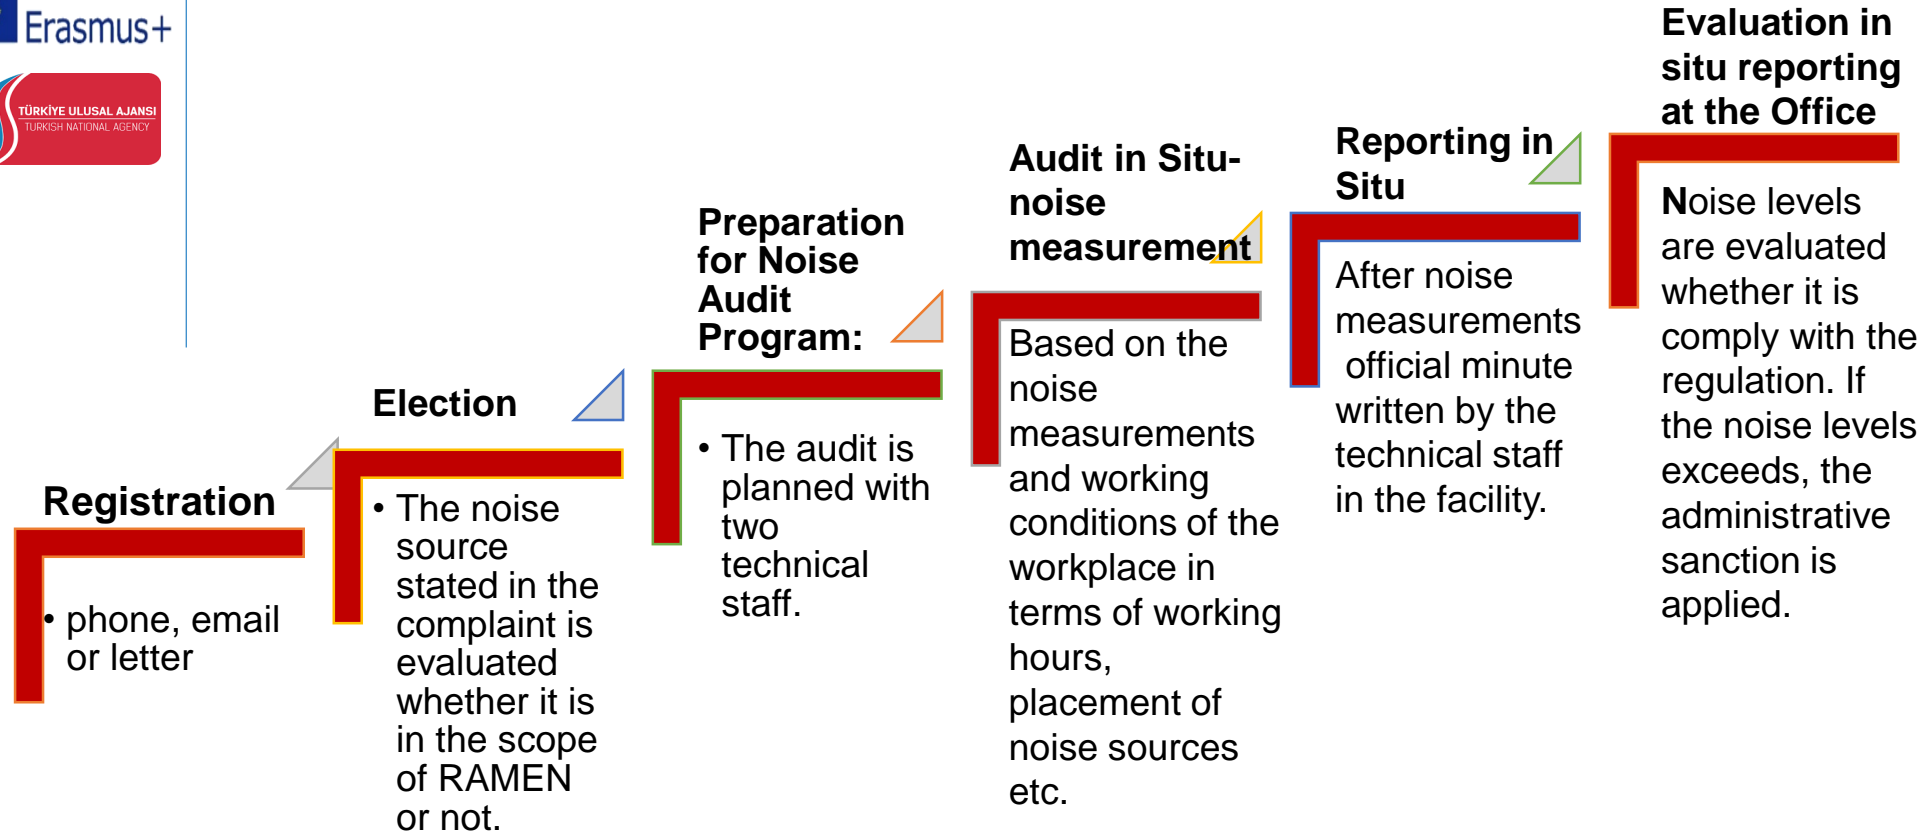 Erasmus+
TÜRKİYE ULUSAL AJANSI
TURKISH NATIONAL AGENCY
Registration
• phone, email
or letter
Election
• The noise
source
stated in the
complaint is
evaluated
whether it is
in the scope
of RAMEN
or not.
Preparation
for Noise
Audit
Program:
• The audit is
planned with
two
technical
staff.
Audit in Situ-
noise
measurement
Based on the
noise
measurements
and working
conditions of the
workplace in
terms of working
hours,
placement of
noise sources
etc.
Reporting in
Situ
After noise
measurements
official minute
written by the
technical staff
in the facility.
Evaluation in
situ reporting
at the Office
Noise levels
are evaluated
whether it is
comply with the
regulation. If
the noise levels
exceeds, the
administrative
sanction is
applied.